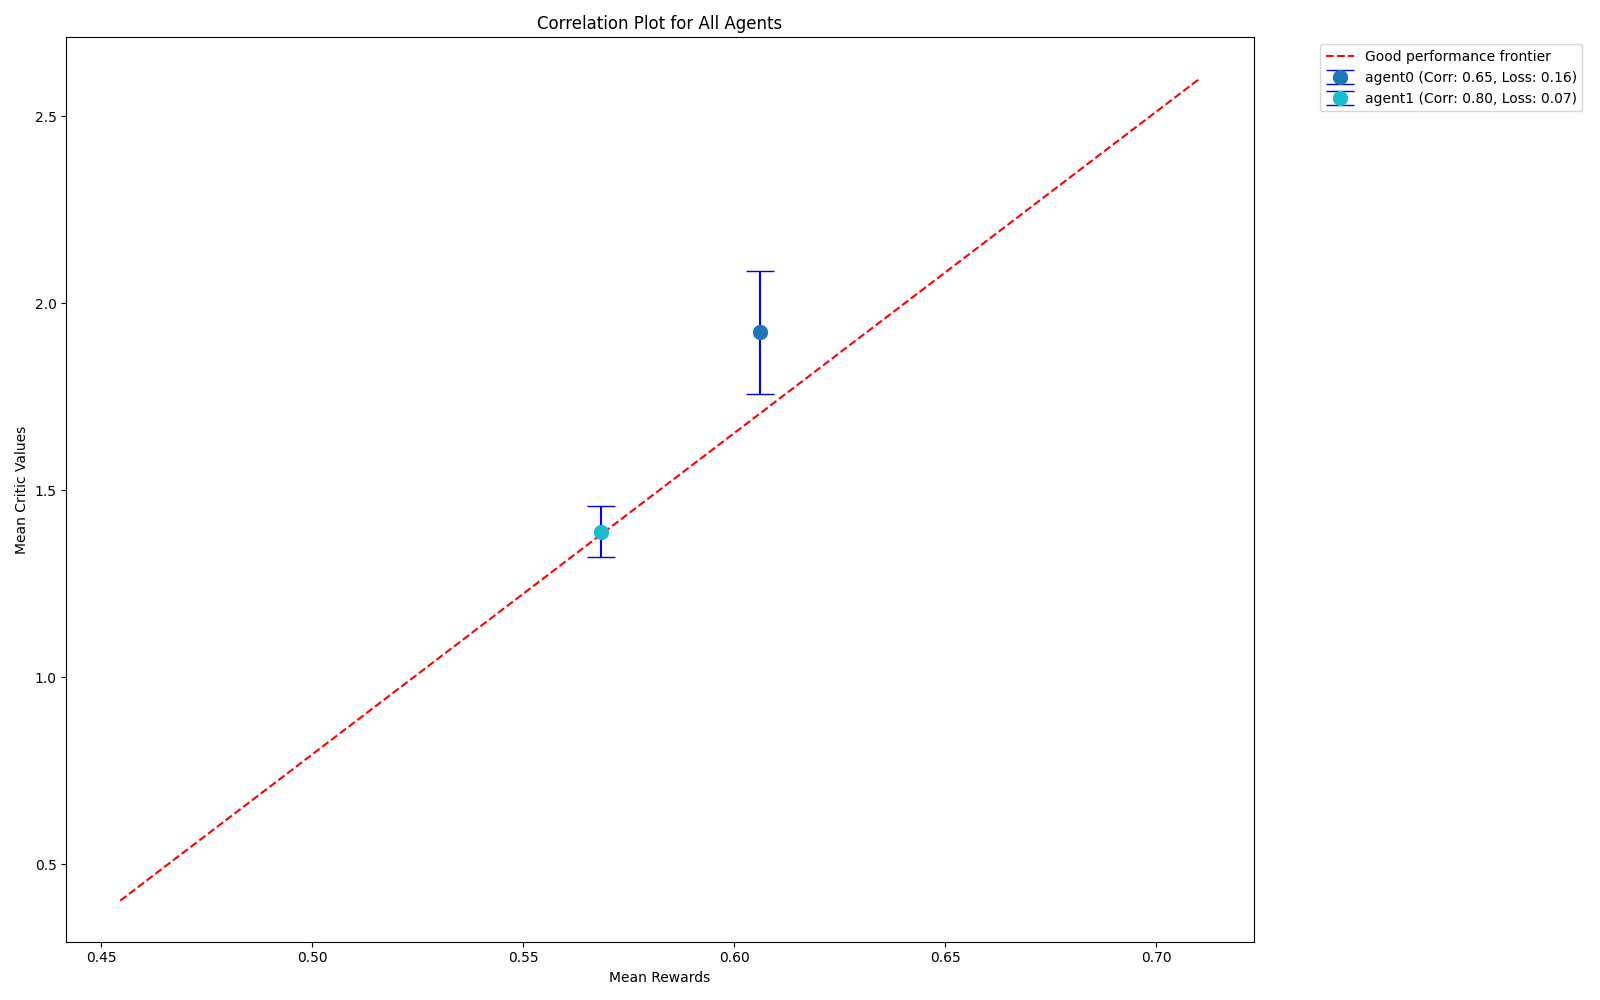 Correlation Plot for All Agents
Good performance frontier
agent0 (Corr: 0.65, Loss: 0.16)
agent1 (Corr: 0.80, Loss: 0.07)
Mean Critic Values
2.5
2.0
1.5
1.0
0.5
0.45 0.50 0.55 0.60 0.65 0.70
Mean Rewards